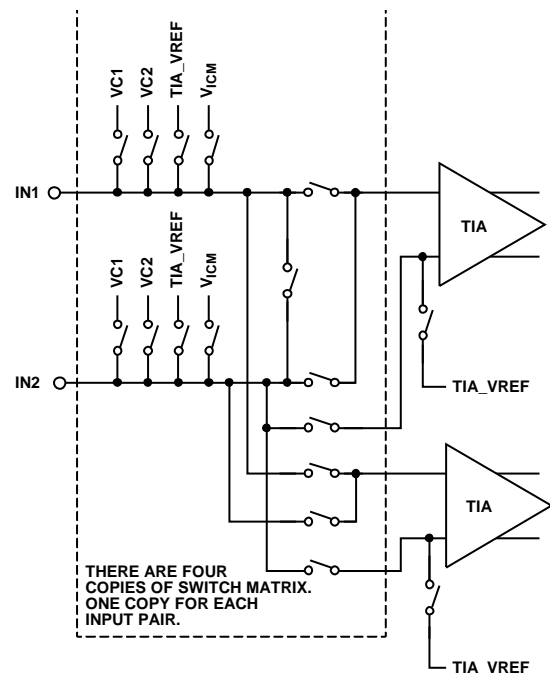 VC1
VC2
TIA_VREF
VICM
IN1
TIA
VC1
VC2
TIA_VREF
VICM
IN2
TIA_VREF
TIA
THERE ARE FOUR
COPIES OF SWITCH MATRIX.
ONE COPY FOR EACH
INPUT PAIR.
TIA_VREF